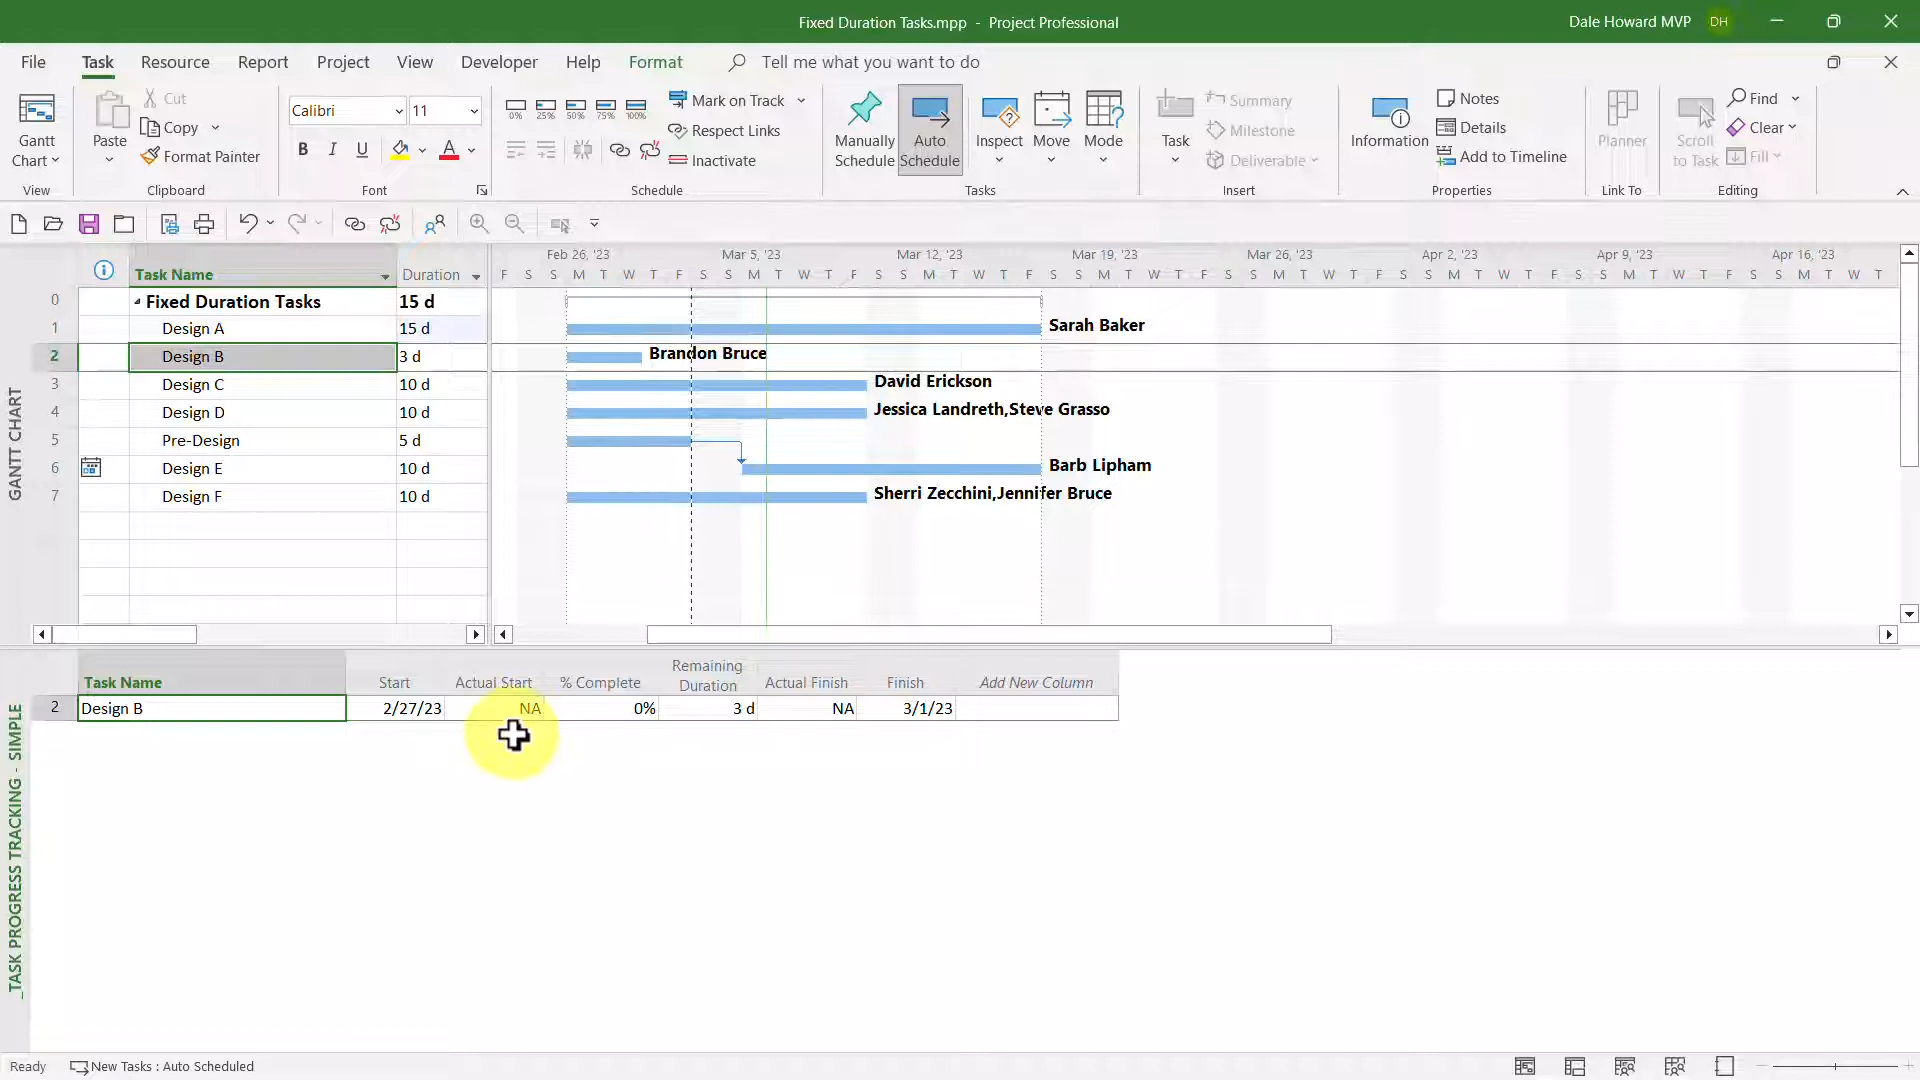 Fixed Duration Tasks.mpp - Project Professional
Dale Howard MVP DH
File Task Resource Report Project View Developer Help Format Tell me what you want to do
Gantt Chart
View
Paste
Cut
Copy
Format Painter
Clipboard
Calibri 11
B I U A
Font
0% 25% 50% 75% 100%
Mark on Track
Respect Links
Inactivate
Schedule
Manually Schedule
Auto Schedule
Inspect
Move
Mode
Tasks
Task
Summary
Milestone
Deliverable
Insert
Information
Notes
Details
Add to Timeline
Properties
Planner
Link To
Scroll to Task
Find
Clear
Fill
Editing
Feb 26, '23 Mar 5, '23 Mar 12, '23 Mar 19, '23 Mar 26, '23 Apr 2, '23 Apr 9, '23 Apr 16, '23
Task Name Duration F S S M T W T F S S M T W T F S S M T W T F S S M T W T F S S M T W T F S S M T W T F S S M T W T F S S M T W T
0 Fixed Duration Tasks 15 d
1 Design A 15 d Sarah Baker
2 Design B 3 d Brandon Bruce
3 Design C 10 d David Erickson
4 Design D 10 d Jessica Landreth,Steve Grasso
5 Pre-Design 5 d
6 Design E 10 d Barb Lipham
7 Design F 10 d Sherri Zecchini,Jennifer Bruce
GANTT CHART
Task Name Start Actual Start % Complete Remaining Duration Actual Finish Finish Add New Column
2 Design B 2/27/23 NA 0% 3 d NA 3/1/23
_TASK PROGRESS TRACKING - SIMPLE
Ready New Tasks : Auto Scheduled